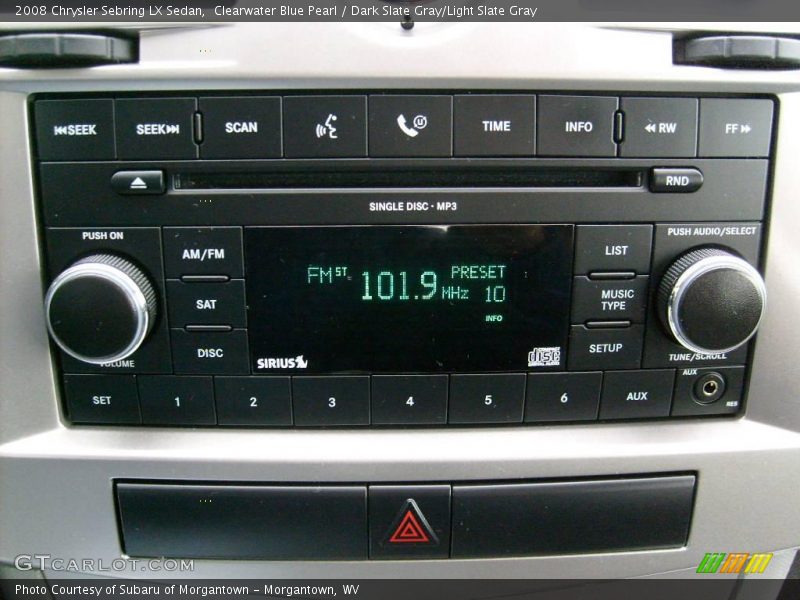 2008 Chrysler Sebring LX Sedan,  Clearwater Blue Pearl / Dark Slate Gray/Light Slate Gray
SEEK SEEK SCAN TIME INFO RW FF
RND
SINGLE DISC • MP3
PUSH ON
PUSH AUDIO/SELECT
AM/FM
LIST
FM ST 101.9 MHz PRESET 10
INFO
SAT
MUSIC TYPE
DISC
SETUP
SIRIUS
disc
VOLUME
TUNE/SCROLL
SET 1 2 3 4 5 6 AUX
AUX
RES
GTCARLOT.COM
Photo Courtesy of Subaru of Morgantown - Morgantown, WV